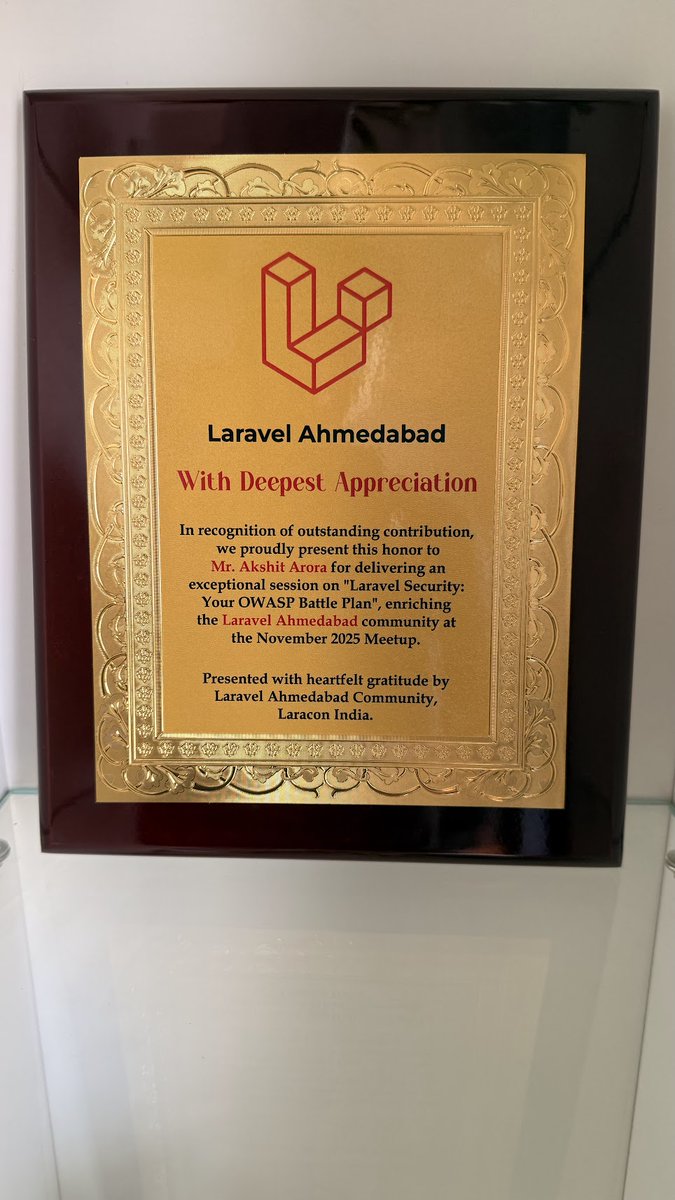 Laravel Ahmedabad
With Deepest Appreciation
In recognition of outstanding contribution,
we proudly present this honor to
Mr. Akshit Arora for delivering an
exceptional session on "Laravel Security:
Your OWASP Battle Plan", enriching
the Laravel Ahmedabad community at
the November 2025 Meetup.
Presented with heartfelt gratitude by
Laravel Ahmedabad Community,
Laracon India.